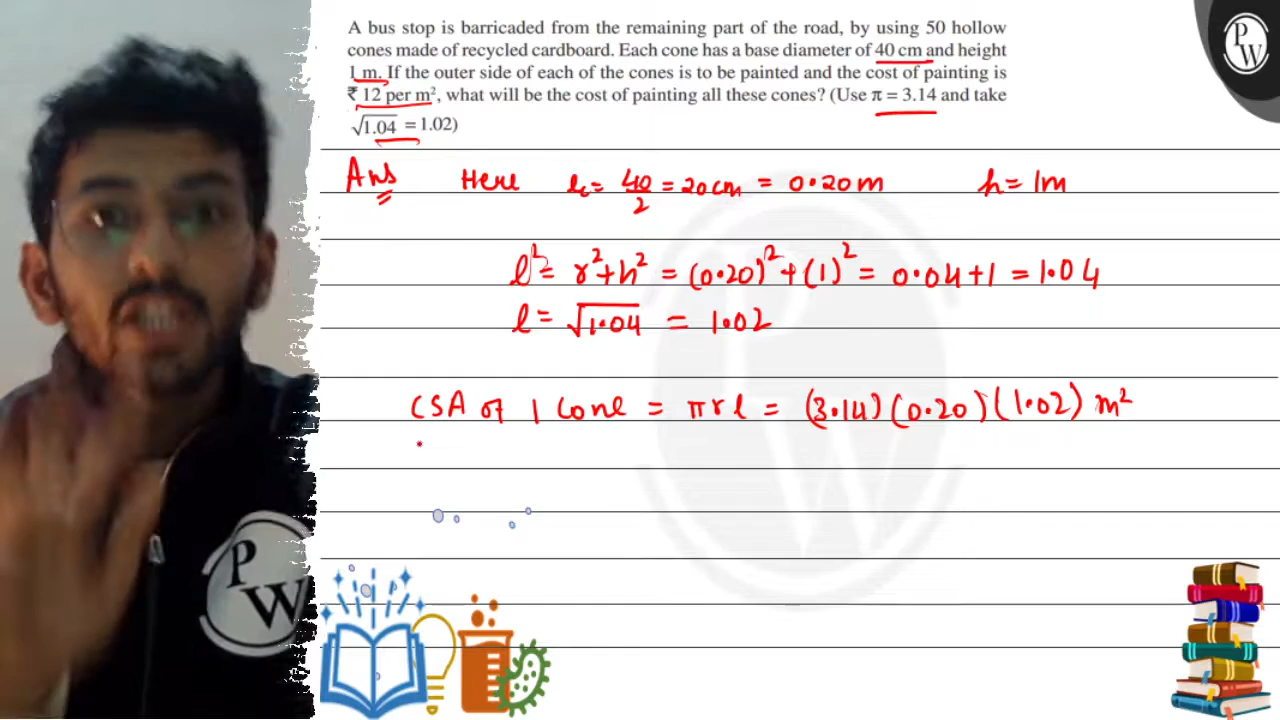 A bus stop is barricaded from the remaining part of the road, by using 50 hollow
cones made of recycled cardboard. Each cone has a base diameter of 40 cm and height
1 m. If the outer side of each of the cones is to be painted and the cost of painting is
₹ 12 per m², what will be the cost of painting all these cones? (Use π = 3.14 and take
√1.04 = 1.02)
Ans Here r = 40/2 = 20 cm = 0.20 m h = 1m
l² = r² + h² = (0.20)² + (1)² = 0.04 + 1 = 1.04
l = √1.04 = 1.02
CSA of 1 Cone = πrl = (3.14) (0.20) (1.02) m²
P W
P W